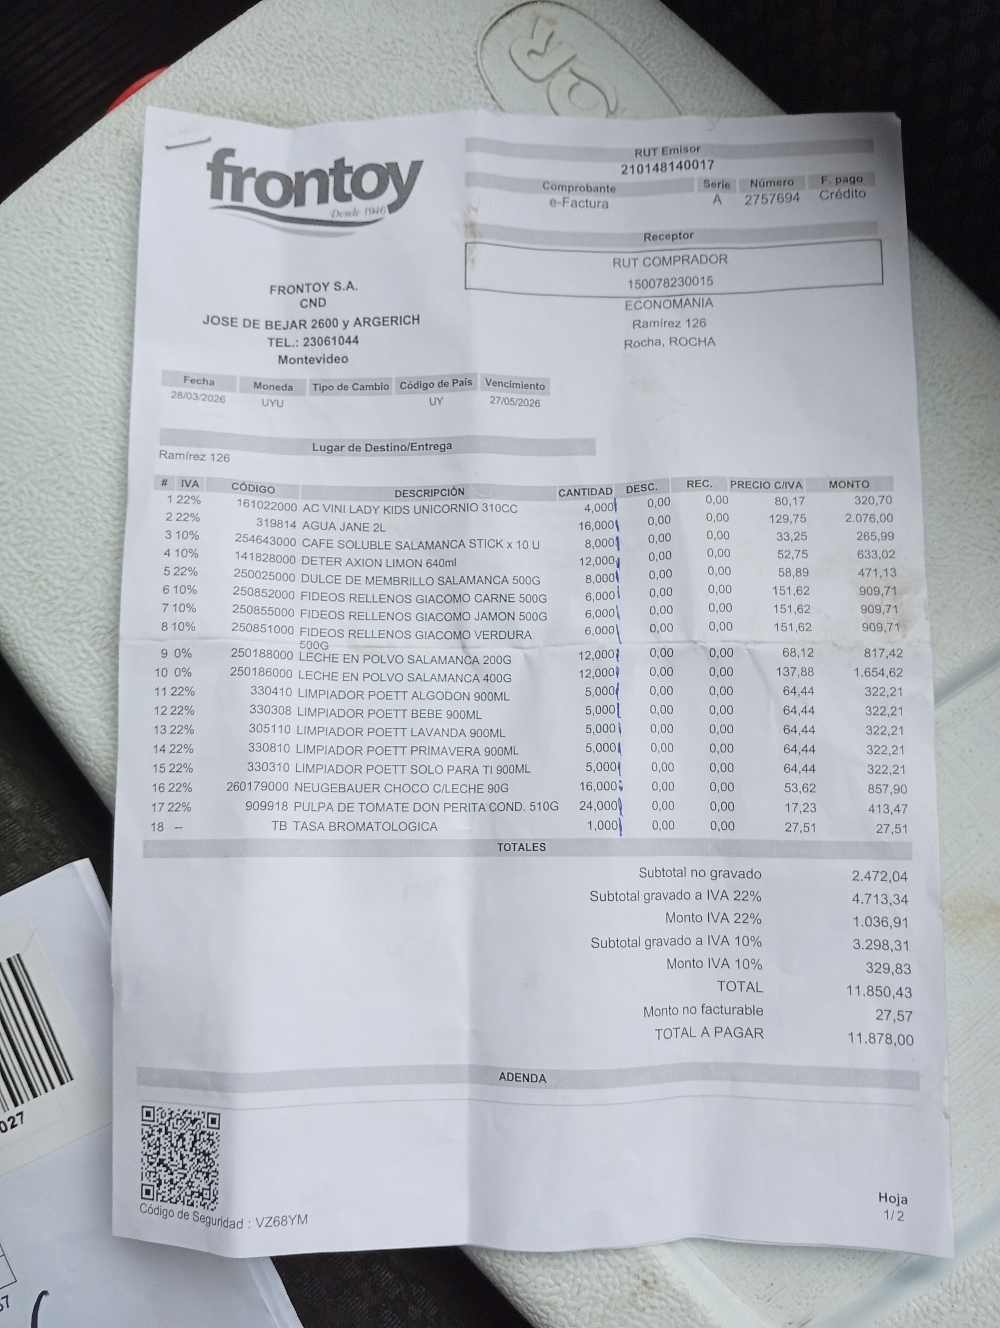 frontoy
Desde 1946
RUT Emisor
210148140017
Comprobante Serie Número F. pago
e-Factura A 2757694 Crédito
Receptor
RUT COMPRADOR
150078230015
ECONOMANIA
Ramírez 126
Rocha, ROCHA
FRONTOY S.A.
CND
JOSE DE BEJAR 2600 y ARGERICH
TEL.: 23061044
Montevideo
Fecha Moneda Tipo de Cambio Código de País Vencimiento
28/03/2026 UYU UY 27/05/2026
Lugar de Destino/Entrega
Ramírez 126
# IVA CÓDIGO DESCRIPCIÓN CANTIDAD DESC. REC. PRECIO C/IVA MONTO
1 22% 161022000 AC VINI LADY KIDS UNICORNIO 310CC 4,000 0,00 0,00 80,17 320,70
2 22% 319814 AGUA JANE 2L 16,000 0,00 0,00 129,75 2.076,00
3 10% 254643000 CAFE SOLUBLE SALAMANCA STICK x 10 U 8,000 0,00 0,00 33,25 265,99
4 10% 141828000 DETER AXION LIMON 640ml 12,000 0,00 0,00 52,75 633,02
5 22% 250025000 DULCE DE MEMBRILLO SALAMANCA 500G 8,000 0,00 0,00 58,89 471,13
6 10% 250852000 FIDEOS RELLENOS GIACOMO CARNE 500G 6,000 0,00 0,00 151,62 909,71
7 10% 250855000 FIDEOS RELLENOS GIACOMO JAMON 500G 6,000 0,00 0,00 151,62 909,71
8 10% 250851000 FIDEOS RELLENOS GIACOMO VERDURA 6,000 0,00 0,00 151,62 909,71
500G
9 0% 250188000 LECHE EN POLVO SALAMANCA 200G 12,000 0,00 0,00 68,12 817,42
10 0% 250186000 LECHE EN POLVO SALAMANCA 400G 12,000 0,00 0,00 137,88 1.654,62
11 22% 330410 LIMPIADOR POETT ALGODON 900ML 5,000 0,00 0,00 64,44 322,21
12 22% 330308 LIMPIADOR POETT BEBE 900ML 5,000 0,00 0,00 64,44 322,21
13 22% 305110 LIMPIADOR POETT LAVANDA 900ML 5,000 0,00 0,00 64,44 322,21
14 22% 330810 LIMPIADOR POETT PRIMAVERA 900ML 5,000 0,00 0,00 64,44 322,21
15 22% 330310 LIMPIADOR POETT SOLO PARA TI 900ML 5,000 0,00 0,00 64,44 322,21
16 22% 260179000 NEUGEBAUER CHOCO C/LECHE 90G 16,000 0,00 0,00 53,62 857,90
17 22% 909918 PULPA DE TOMATE DON PERITA COND. 510G 24,000 0,00 0,00 17,23 413,47
18 -- TB TASA BROMATOLOGICA 1,000 0,00 0,00 27,51 27,51
TOTALES
Subtotal no gravado 2.472,04
Subtotal gravado a IVA 22% 4.713,34
Monto IVA 22% 1.036,91
Subtotal gravado a IVA 10% 3.298,31
Monto IVA 10% 329,83
TOTAL 11.850,43
Monto no facturable 27,57
TOTAL A PAGAR 11.878,00
ADENDA
Código de Seguridad : VZ68YM
Hoja
1/2
027